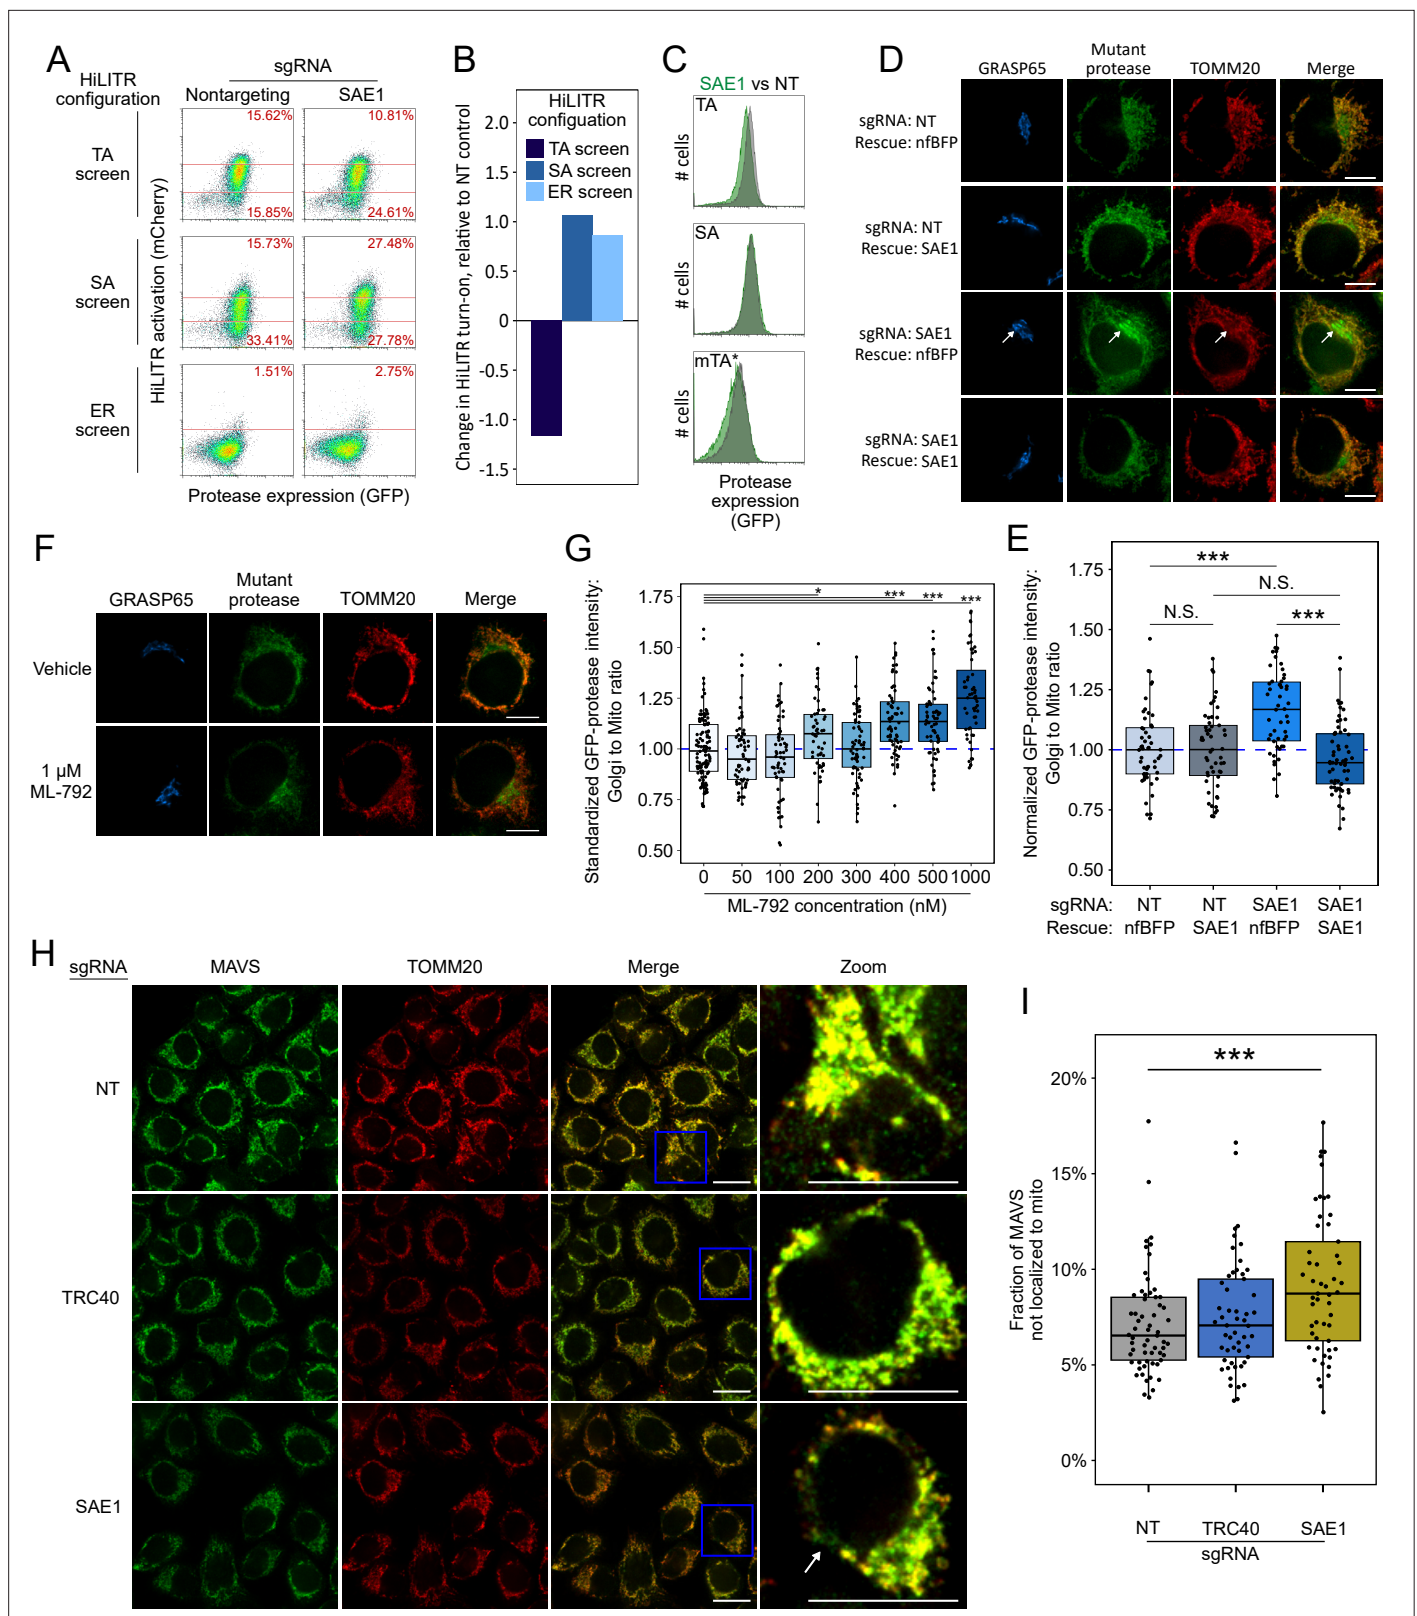 A
HiLITR
configuration
sgRNA
Nontargeting
SAE1
TA
screen
SA
screen
ER
screen
HiLITR activation (mCherry)
15.62%
15.85%
10.81%
24.61%
15.73%
33.41%
27.48%
27.78%
1.51%
2.75%
Protease expression (GFP)
B
Change in HiLITR turn-on, relative to NT control
2.0
1.5
1.0
0.5
0
-0.5
-1.0
-1.5
HiLITR
configuation
TA screen
SA screen
ER screen
C
SAE1 vs NT
TA
# cells
SA
# cells
mTA*
# cells
Protease
expression
(GFP)
D
GRASP65
Mutant
protease
TOMM20
Merge
sgRNA: NT
Rescue: nfBFP
sgRNA: NT
Rescue: SAE1
sgRNA: SAE1
Rescue: nfBFP
sgRNA: SAE1
Rescue: SAE1
F
GRASP65
Mutant
protease
TOMM20
Merge
Vehicle
1 µM
ML-792
G
Standardized GFP-protease intensity:
Golgi to Mito ratio
1.75
1.50
1.25
1.00
0.75
0.50
*
***
***
***
0
50
100
200
300
400
500
1000
ML-792 concentration (nM)
E
Normalized GFP-protease intensity:
Golgi to Mito ratio
1.75
1.50
1.25
1.00
0.75
0.50
***
N.S.
N.S.
***
sgRNA: NT NT SAE1 SAE1
Rescue: nfBFP SAE1 nfBFP SAE1
H
sgRNA
MAVS
TOMM20
Merge
Zoom
NT
TRC40
SAE1
I
Fraction of MAVS
not localized to mito
20%
15%
10%
5%
0%
***
NT
TRC40
SAE1
sgRNA